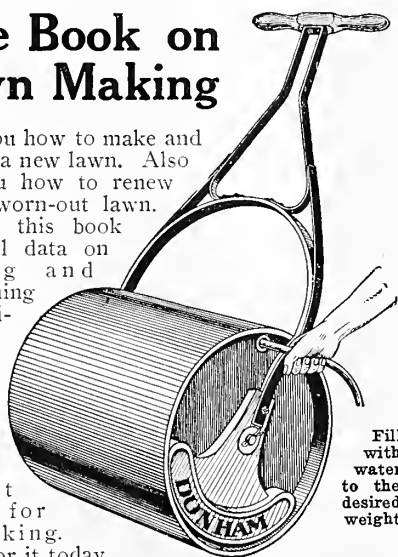 e Book on
n Making
ou how to make and
a new lawn. Also
u how to renew
worn-out lawn.
this book
l data on
g and
ing
i-
Fill
with
water
to the
desired
weight
DUNHAM
t
for
king.
or it today